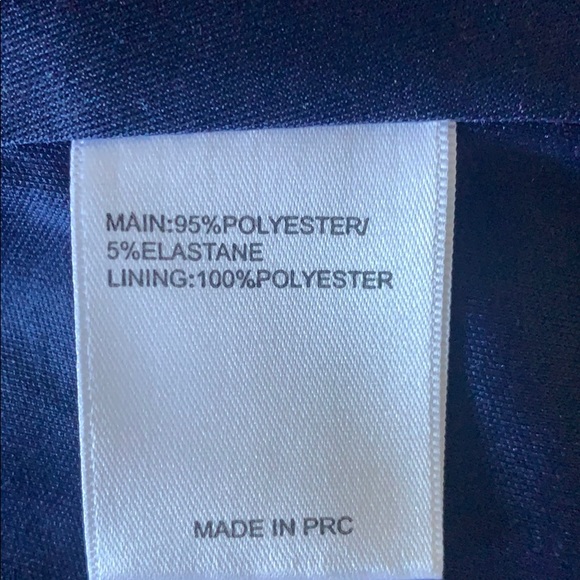 MAIN:95%POLYESTER/
5%ELASTANE
LINING:100%POLYESTER
MADE IN PRC